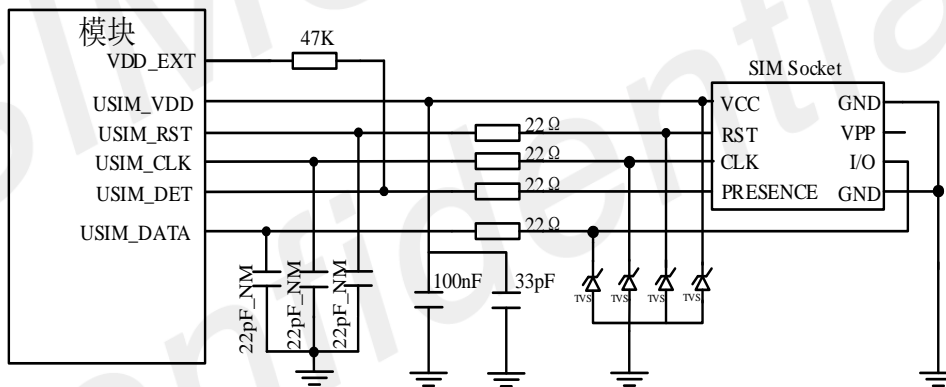 模块
VDD_EXT
USIM_VDD
USIM_RST
USIM_CLK
USIM_DET
USIM_DATA
47K
22Ω
22Ω
22Ω
22Ω
22pF_NM
22pF_NM
22pF_NM
100nF
33pF
TVS
TVS
TVS
TVS
SIM Socket
VCC
RST
CLK
PRESENCE
GND
VPP
I/O
GND